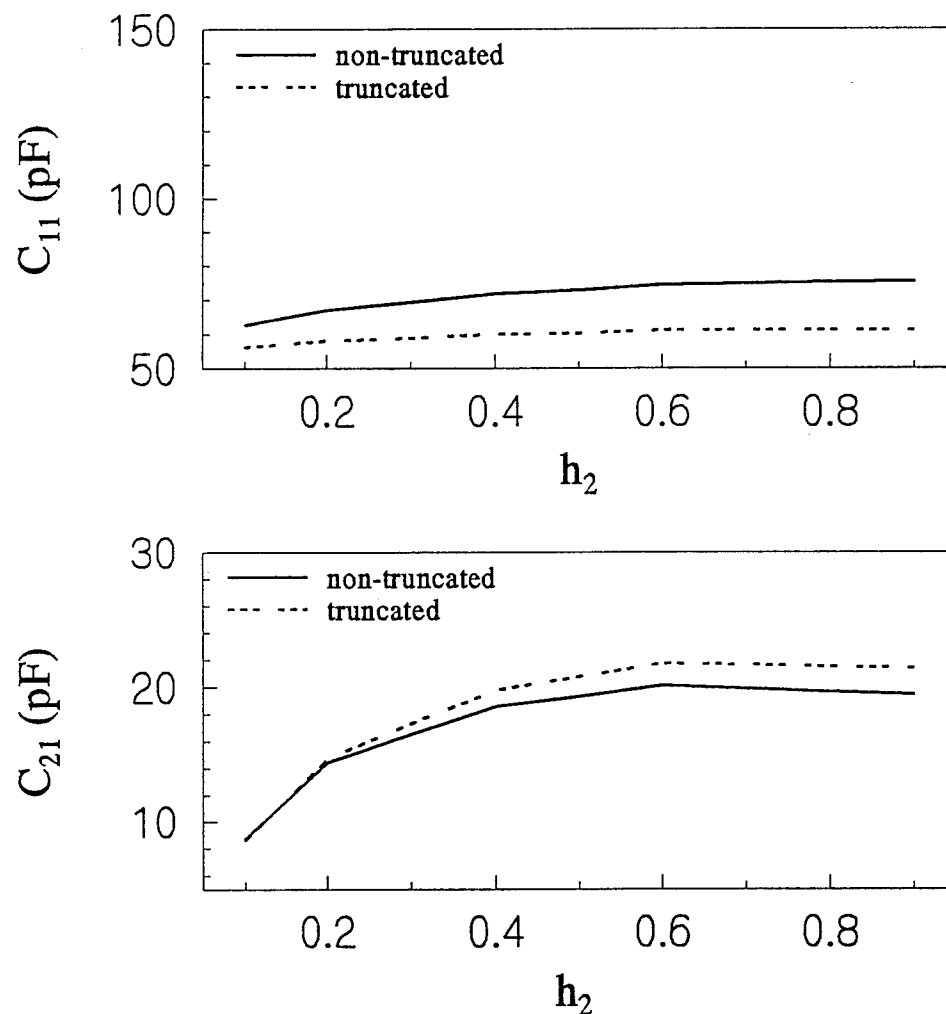 150
non-truncated
truncated
C₁₁ (pF)
100
50
0.2 0.4 0.6 0.8
h₂
30
non-truncated
truncated
C₂₁ (pF)
20
10
0.2 0.4 0.6 0.8
h₂